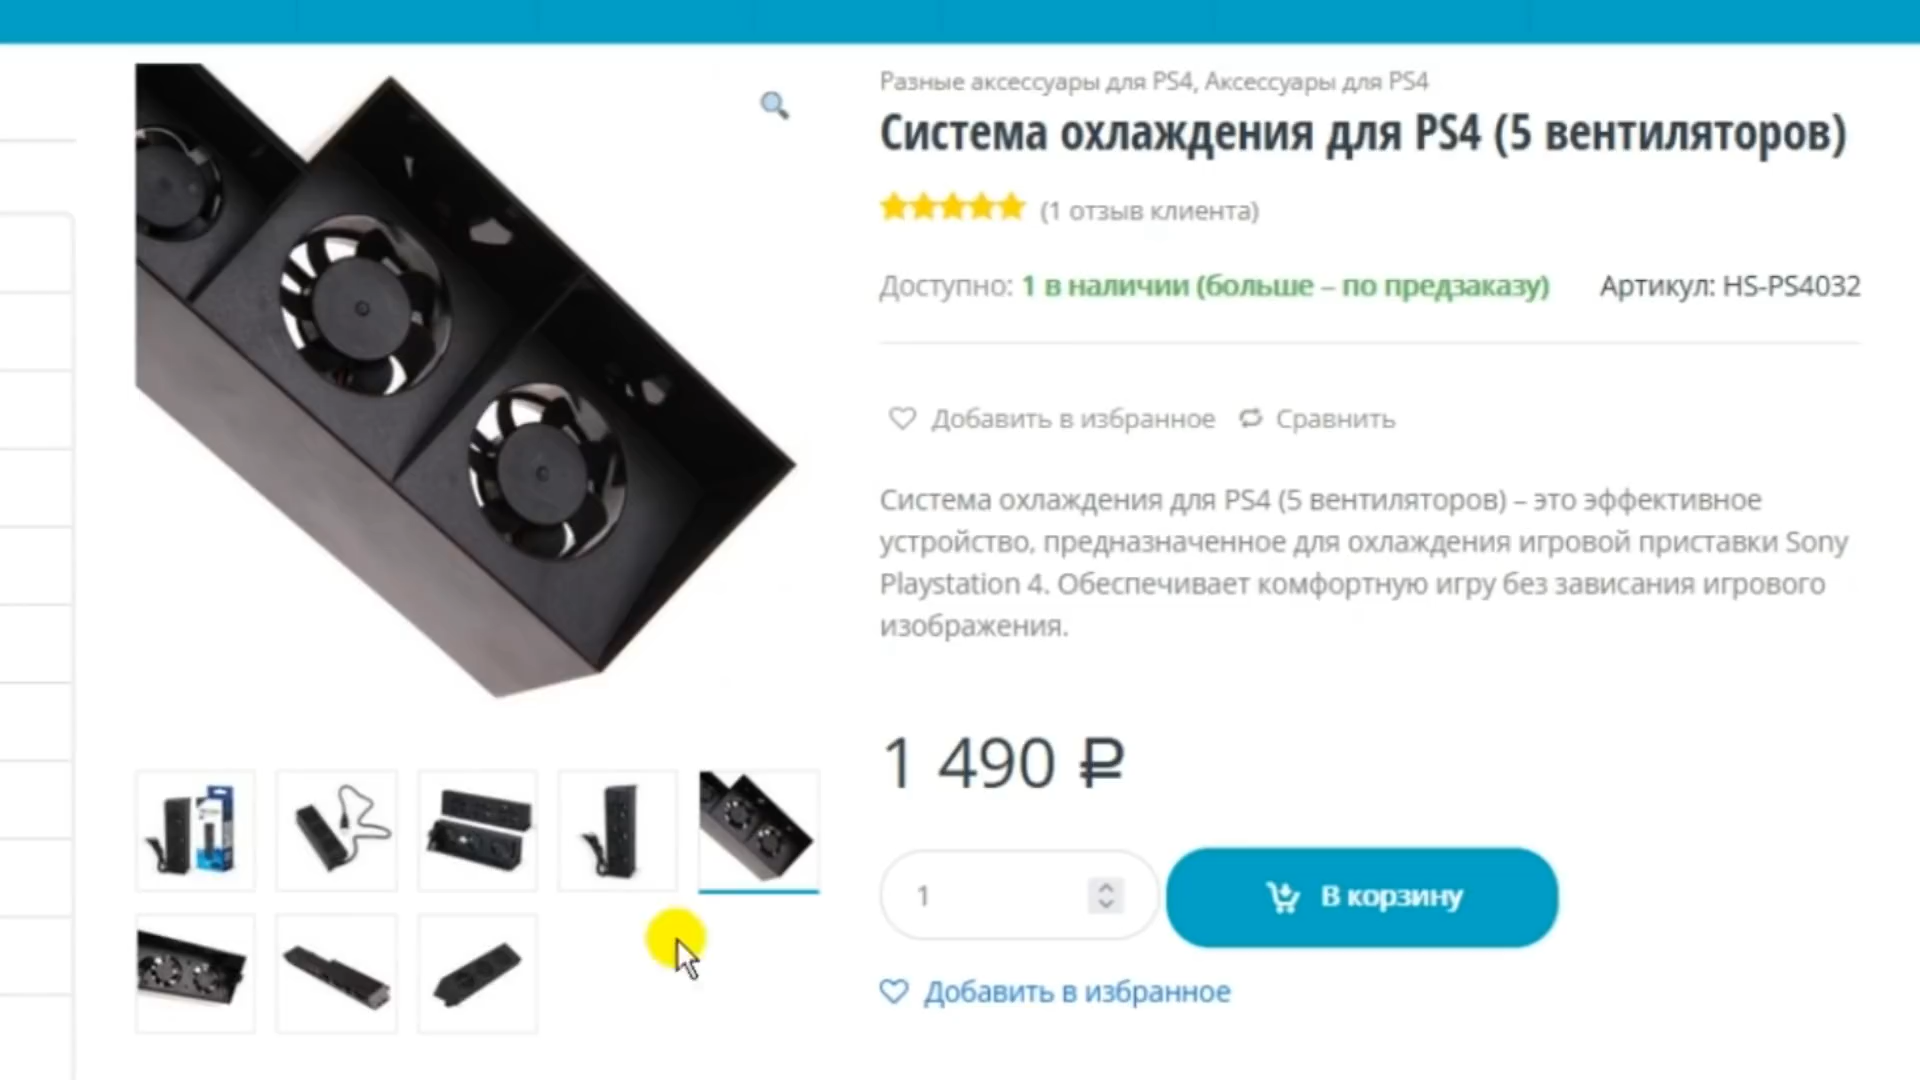 Разные аксессуары для PS4, Аксессуары для PS4
Система охлаждения для PS4 (5 вентиляторов)
(1 отзыв клиента)
Доступно: 1 в наличии (больше – по предзаказу) Артикул: HS-PS4032
Добавить в избранное Сравнить
Система охлаждения для PS4 (5 вентиляторов) – это эффективное
устройство, предназначенное для охлаждения игровой приставки Sony
Playstation 4. Обеспечивает комфортную игру без зависания игрового
изображения.
1 490 ₽
1 В корзину
Добавить в избранное